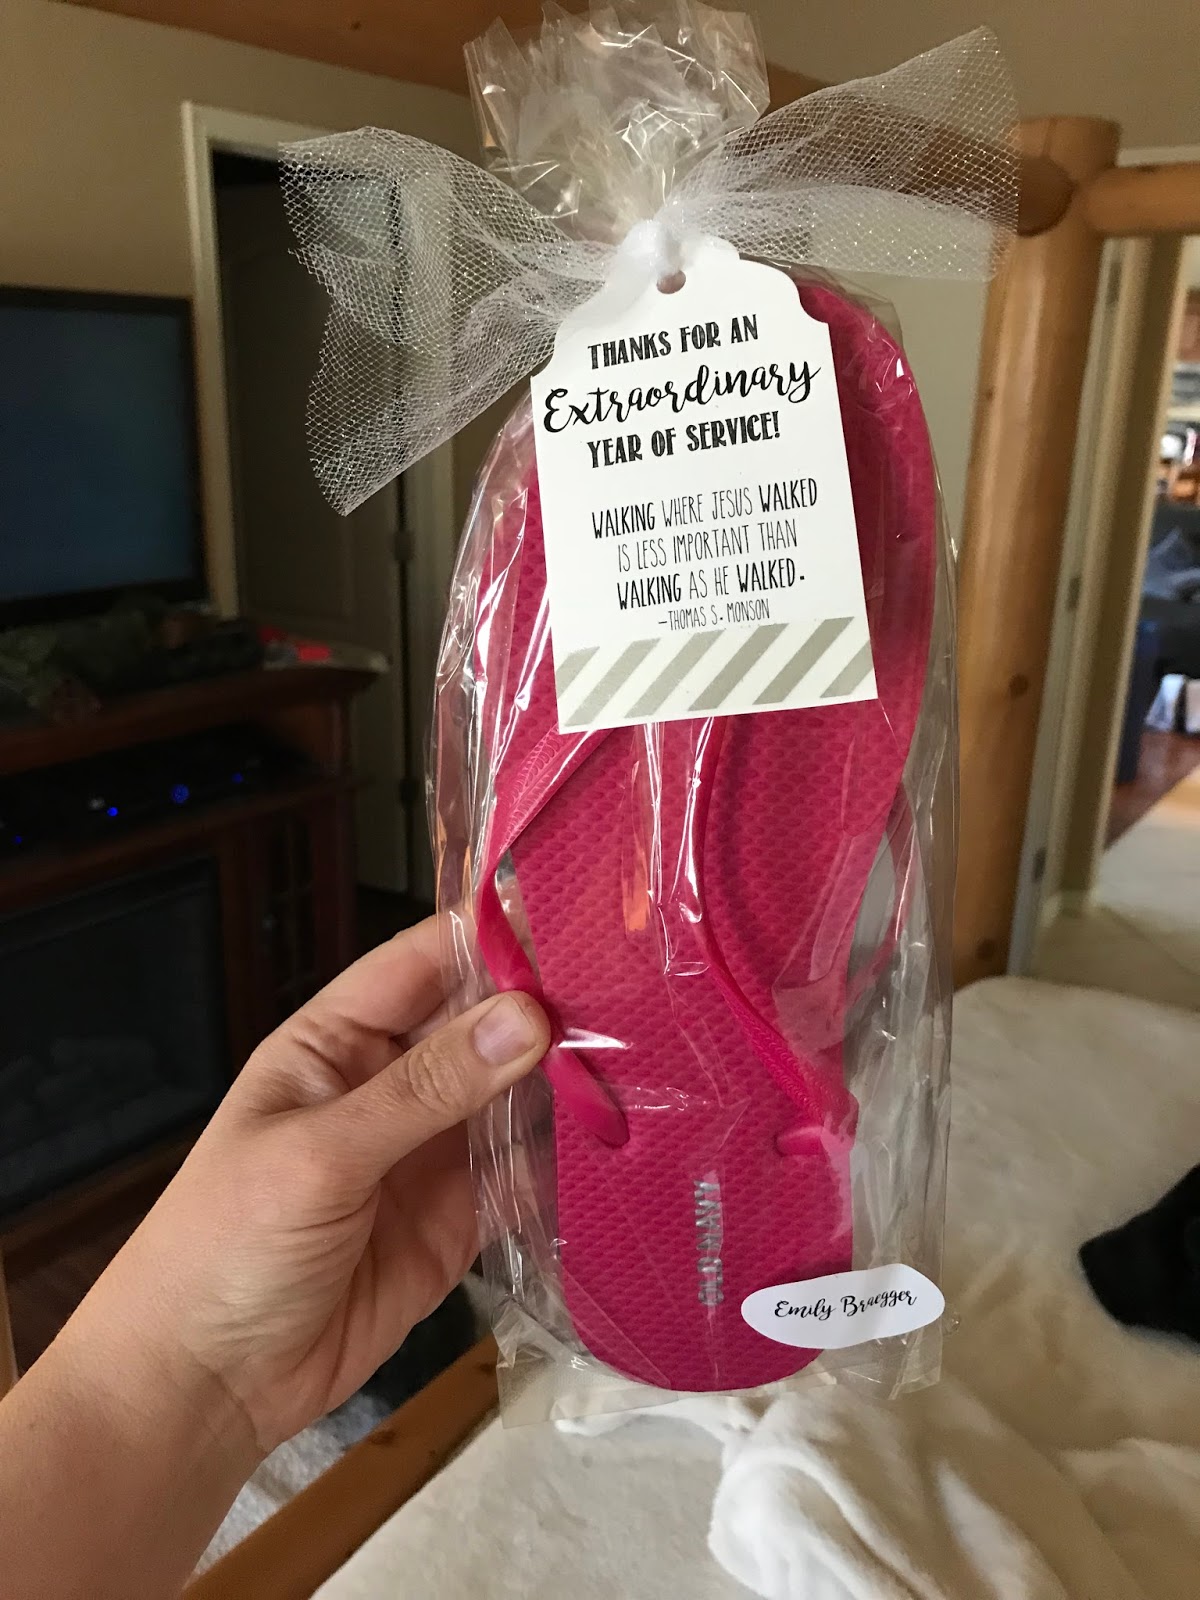 THANKS FOR AN
Extraordinary
YEAR OF SERVICE!
WALKING WHERE JESUS WALKED
IS LESS IMPORTANT THAN
WALKING AS HE WALKED.
—THOMAS S. MONSON
OLD NAVY
Emily Braegger